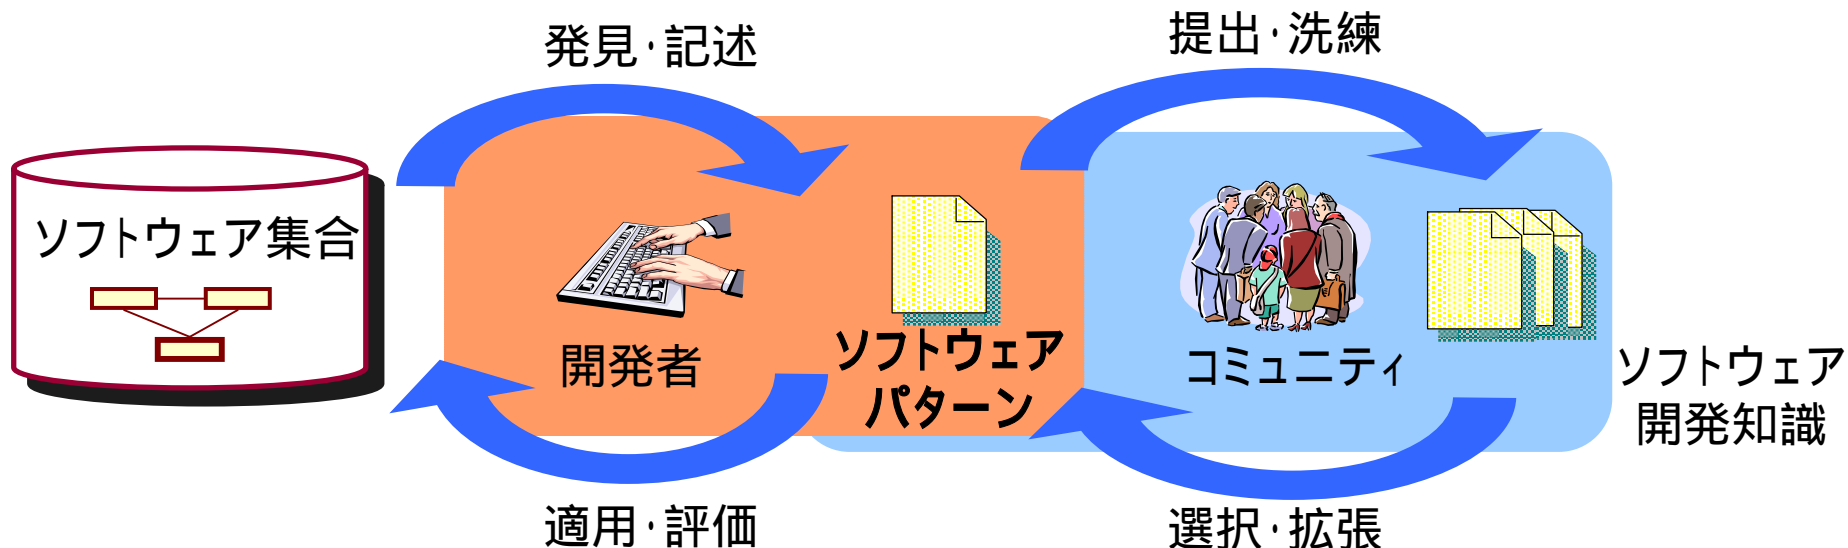 発見・記述
提出・洗練
ソフトウェア集合
開発者
ソフトウェア
パターン
コミュニティ
ソフトウェア
開発知識
適用・評価
選択・拡張